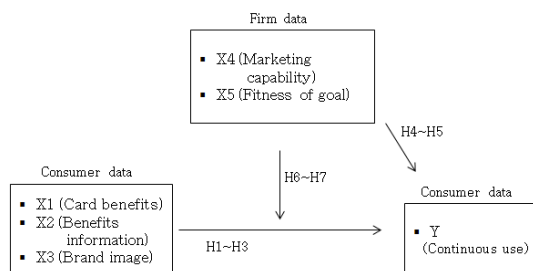 Firm data
▪ X4 (Marketing
capability)
▪ X5 (Fitness of goal)
H4~H5
H6~H7
Consumer data
▪ X1 (Card benefits)
▪ X2 (Benefits
information)
▪ X3 (Brand image)
H1~H3
Consumer data
▪ Y
(Continuous use)